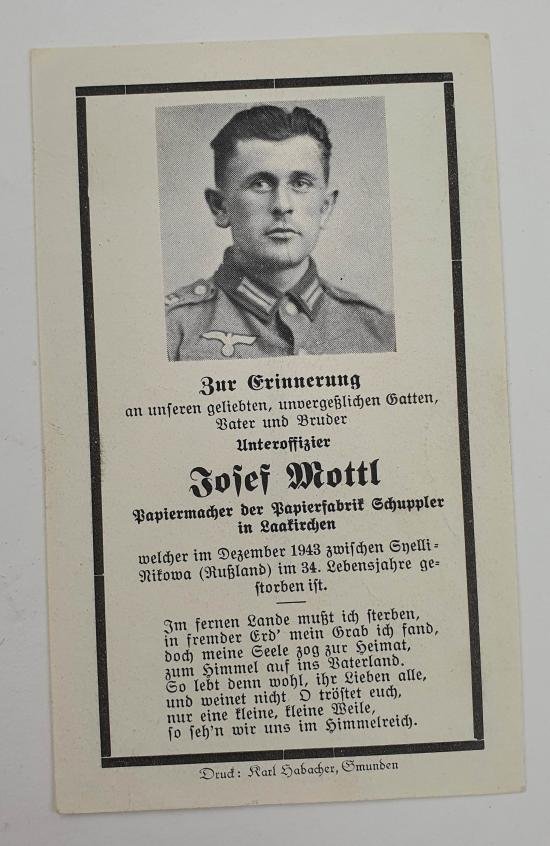 Zur Erinnerung
an unseren geliebten, unvergeßlichen Gatten,
Vater und Bruder
Unteroffizier
Josef Mottl
Papiermacher der Papierfabrik Schuppler
in Laakirchen
welcher im Dezember 1943 zwischen Snelli-
Nikowa (Rußland) im 34. Lebensjahre ge-
storben ist.
Im fernen Lande mußt ich sterben,
in fremder Erd' mein Grab ich fand,
doch meine Seele zog zur Heimat,
zum Himmel auf ins Vaterland.
So lebt denn wohl, ihr Lieben alle,
und weinet nicht O tröstet euch,
nur eine kleine, kleine Weile,
so seh'n wir uns im Himmelreich.
Druck: Karl Habacher, Gmunden